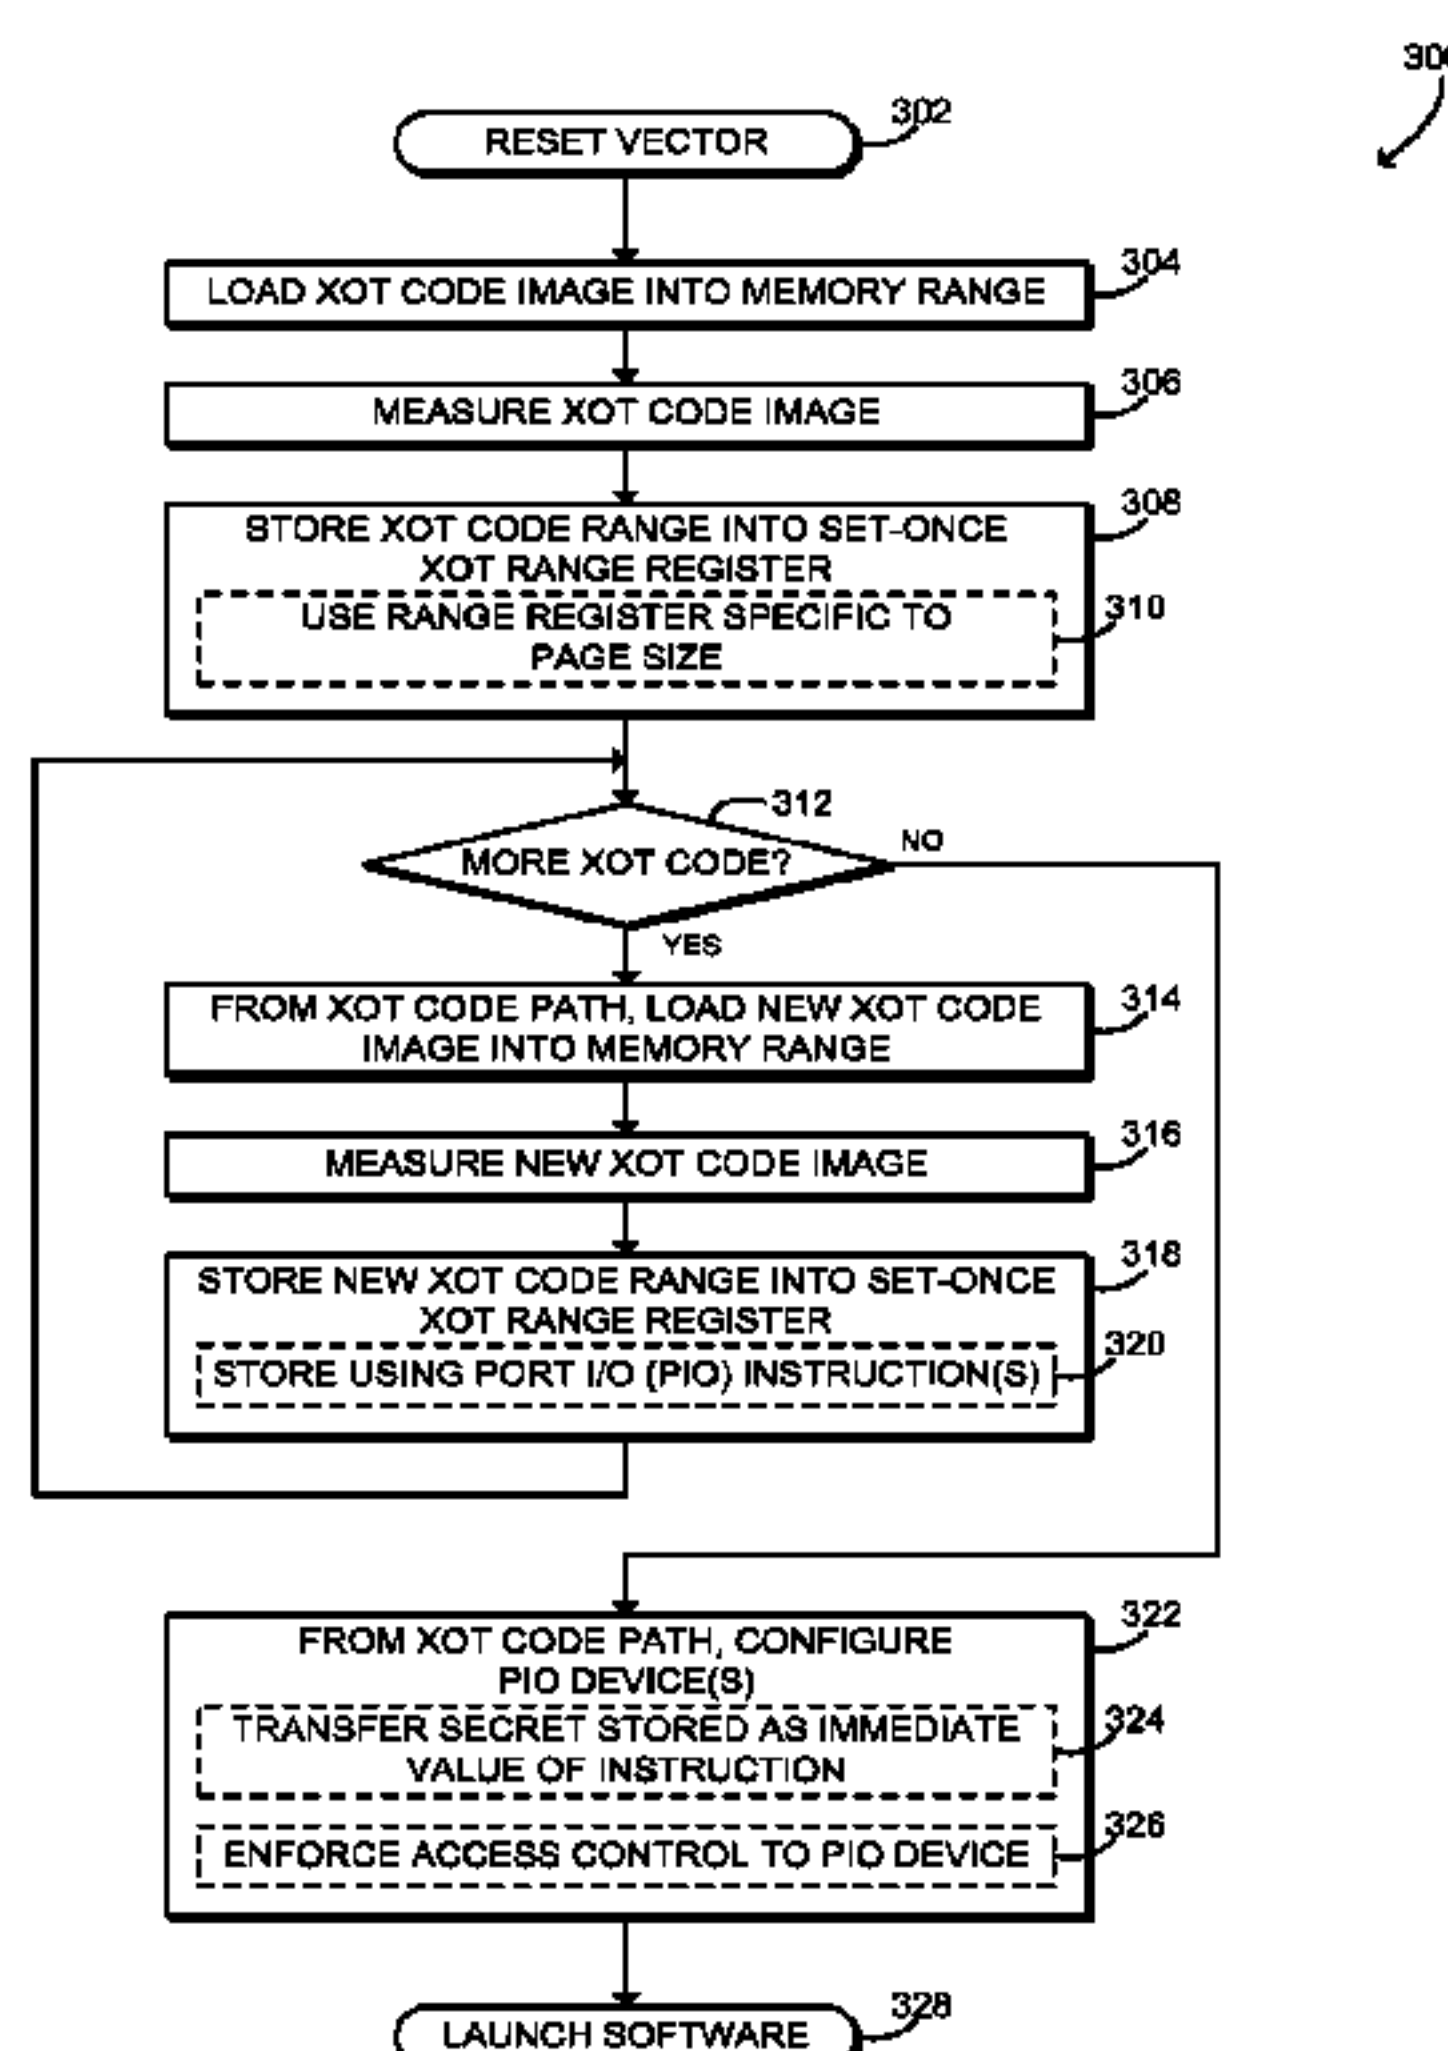 300
302
RESET VECTOR
304
LOAD XOT CODE IMAGE INTO MEMORY RANGE
306
MEASURE XOT CODE IMAGE
308
STORE XOT CODE RANGE INTO SET-ONCE
XOT RANGE REGISTER
310
USE RANGE REGISTER SPECIFIC TO
PAGE SIZE
312
MORE XOT CODE?
NO
YES
314
FROM XOT CODE PATH, LOAD NEW XOT CODE
IMAGE INTO MEMORY RANGE
316
MEASURE NEW XOT CODE IMAGE
318
STORE NEW XOT CODE RANGE INTO SET-ONCE
XOT RANGE REGISTER
320
STORE USING PORT I/O (PIO) INSTRUCTION(S)
322
FROM XOT CODE PATH, CONFIGURE
PIO DEVICE(S)
324
TRANSFER SECRET STORED AS IMMEDIATE
VALUE OF INSTRUCTION
326
ENFORCE ACCESS CONTROL TO PIO DEVICE
328
LAUNCH SOFTWARE